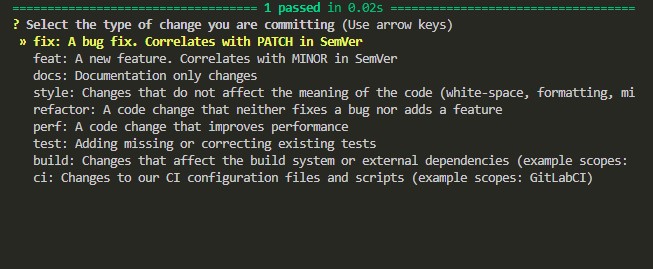 =================================== 1 passed in 0.02s ===================================
? Select the type of change you are committing (Use arrow keys)
» fix: A bug fix. Correlates with PATCH in SemVer
feat: A new feature. Correlates with MINOR in SemVer
docs: Documentation only changes
style: Changes that do not affect the meaning of the code (white-space, formatting, mi
refactor: A code change that neither fixes a bug nor adds a feature
perf: A code change that improves performance
test: Adding missing or correcting existing tests
build: Changes that affect the build system or external dependencies (example scopes:
ci: Changes to our CI configuration files and scripts (example scopes: GitLabCI)